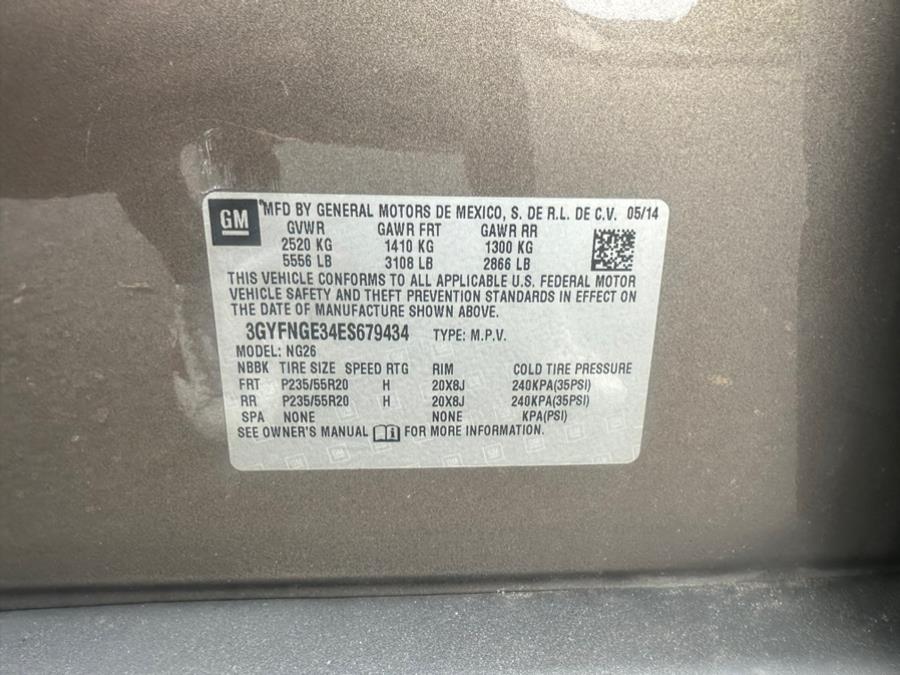 GM MFD BY GENERAL MOTORS DE MEXICO, S. DE R.L. DE C.V. 05/14
GVWR GAWR FRT GAWR RR
2520 KG 1410 KG 1300 KG
5556 LB 3108 LB 2866 LB
THIS VEHICLE CONFORMS TO ALL APPLICABLE U.S. FEDERAL MOTOR
VEHICLE SAFETY AND THEFT PREVENTION STANDARDS IN EFFECT ON
THE DATE OF MANUFACTURE SHOWN ABOVE.
3GYFNGE34ES679434 TYPE: M.P.V.
MODEL: NG26
NBBK TIRE SIZE SPEED RTG RIM COLD TIRE PRESSURE
FRT P235/55R20 H 20X8J 240KPA(35PSI)
RR P235/55R20 H 20X8J 240KPA(35PSI)
SPA NONE NONE KPA(PSI)
SEE OWNER'S MANUAL FOR MORE INFORMATION.